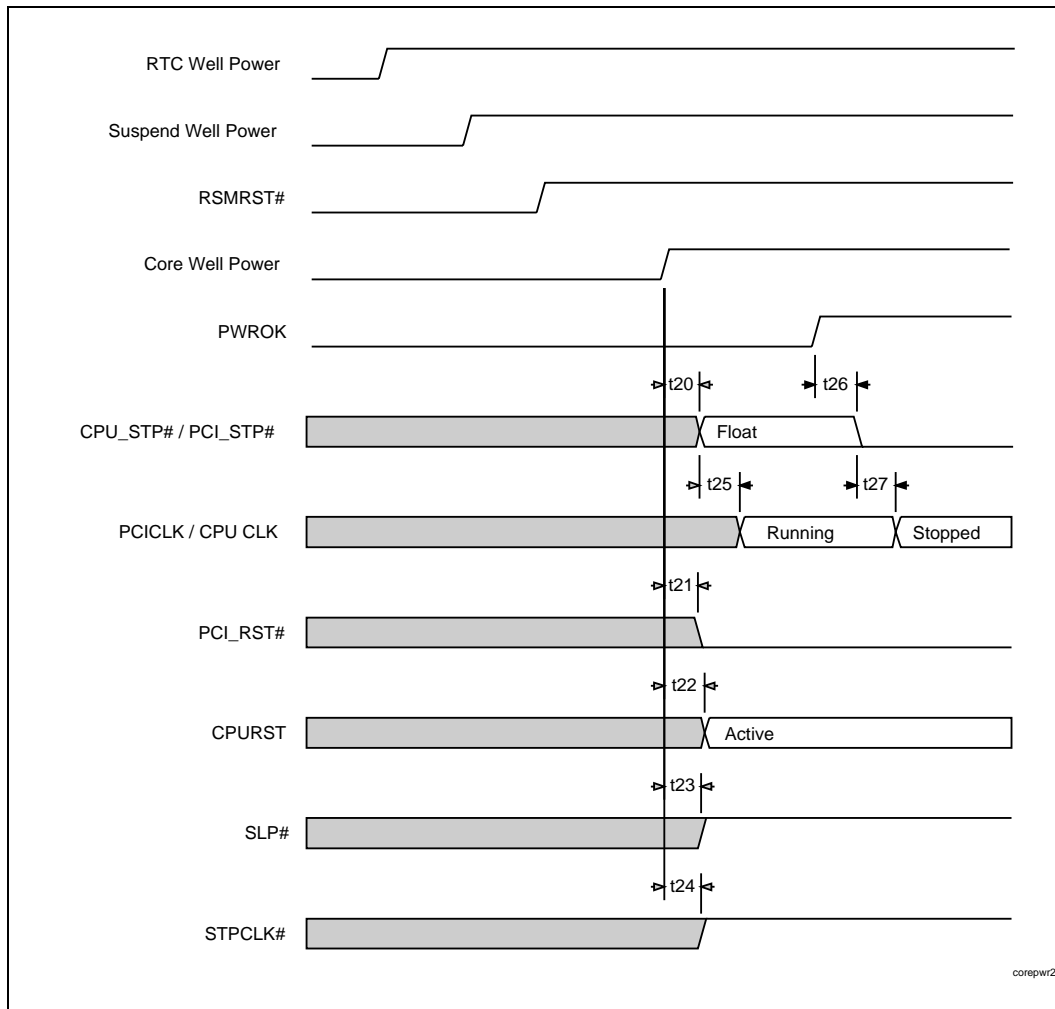 RTC Well Power
Suspend Well Power
RSMRST#
Core Well Power
PWROK
t20
t26
CPU_STP# / PCI_STP#
Float
t25
t27
PCICLK / CPU CLK
Running
Stopped
t21
PCI_RST#
t22
CPURST
Active
t23
SLP#
t24
STPCLK#
corepwr2